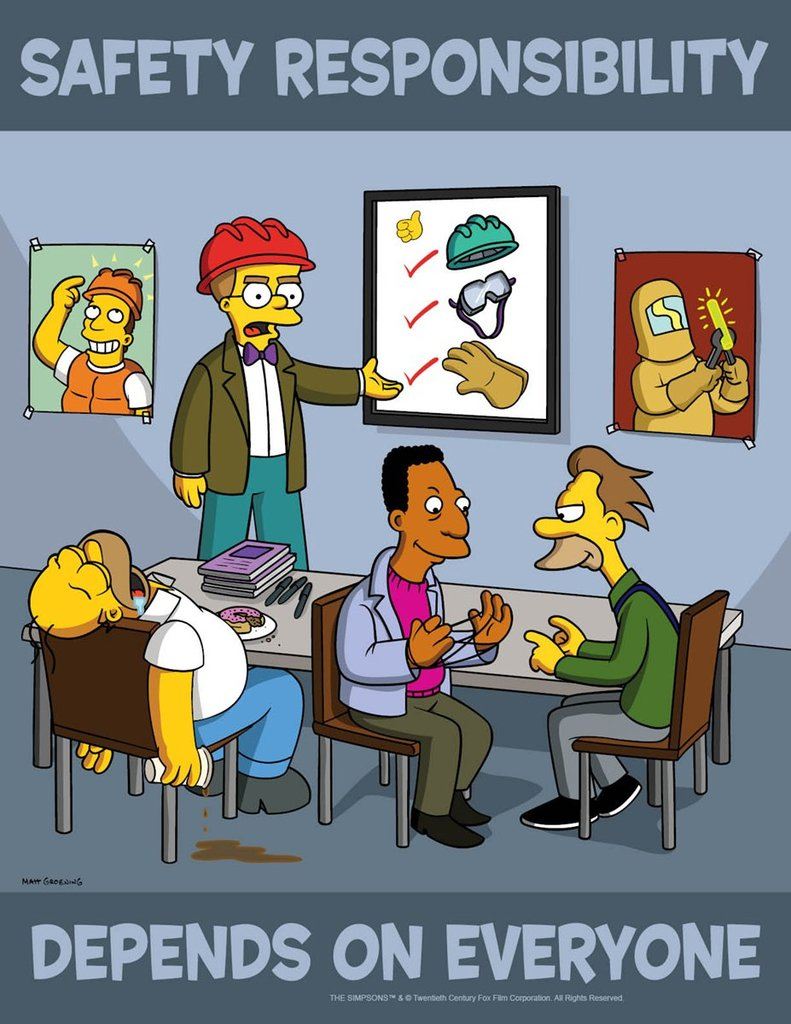 SAFETY RESPONSIBILITY
MATT GROENING
DEPENDS ON EVERYONE
THE SIMPSONS™ & © Twentieth Century Fox Film Corporation. All Rights Reserved.